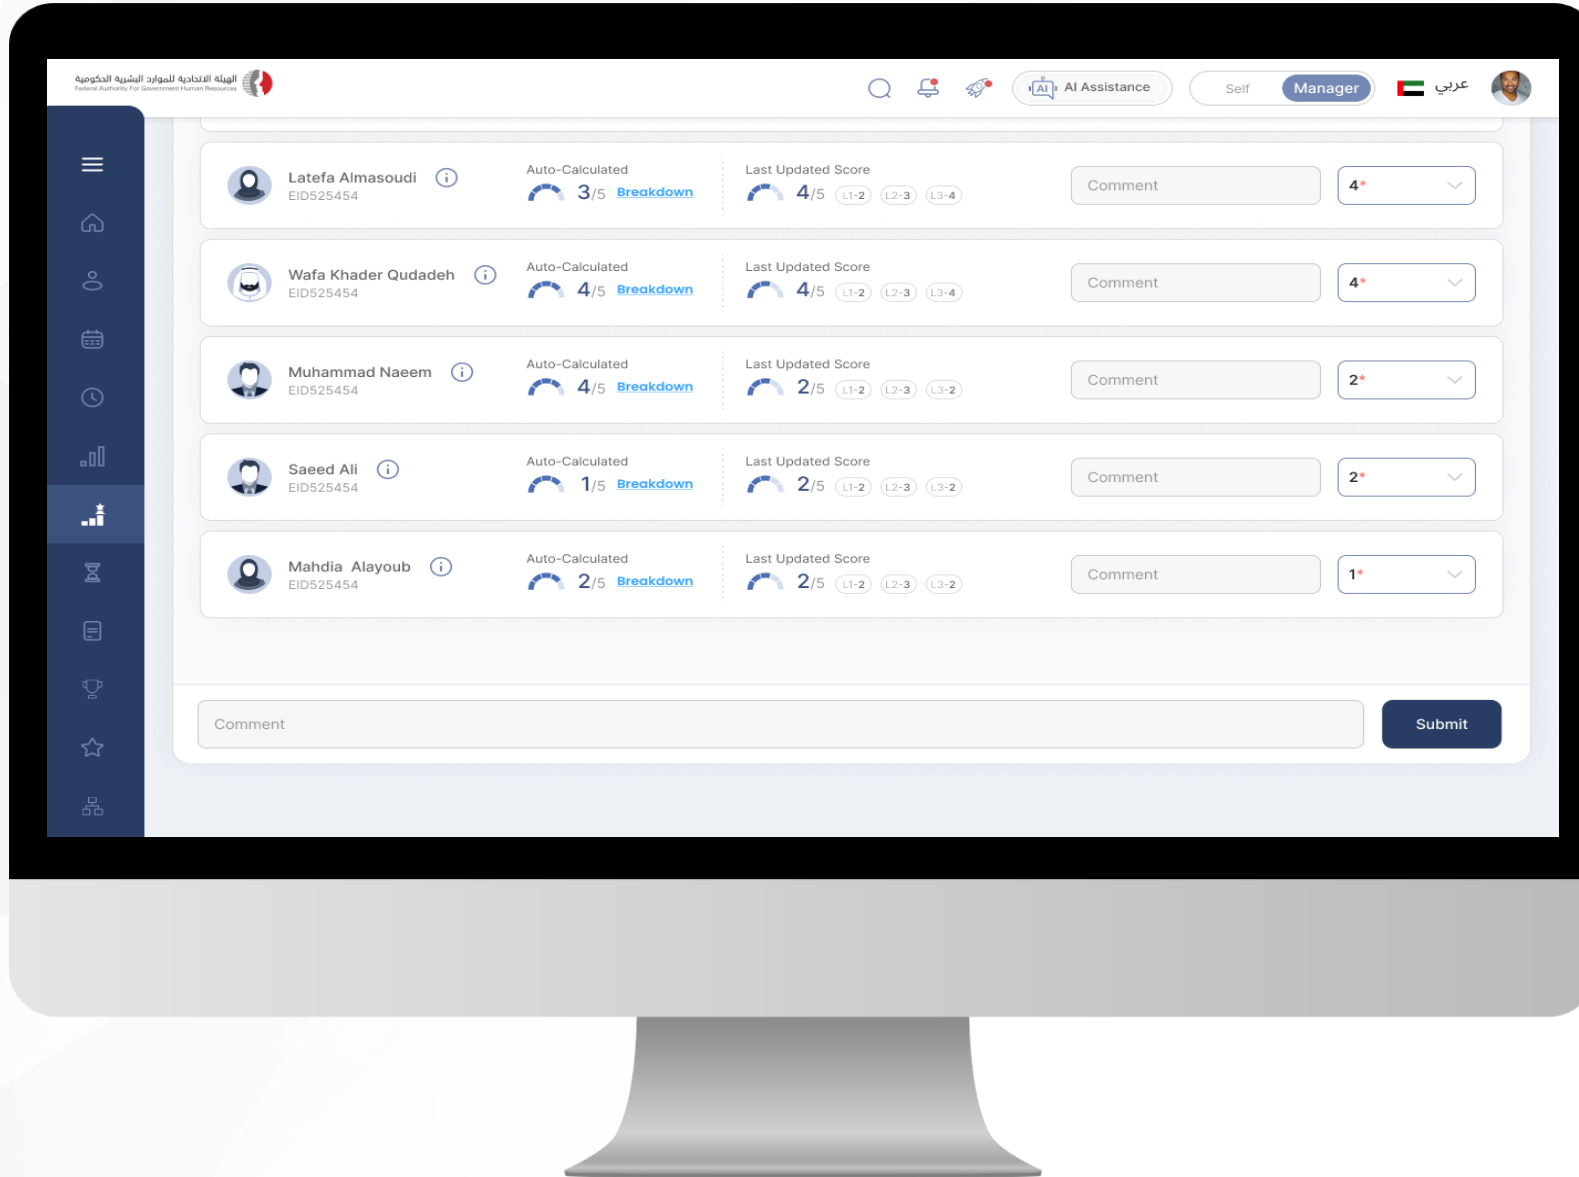 الهيئة الاتحادية للموارد البشرية الحكومية
Federal Authority For Government Human Resources
AI
AI Assistance
Self
Manager
عربي
Latefa Almasoudi
EID525454
Auto-Calculated
3/5 Breakdown
Last Updated Score
4/5 L1-2 L2-3 L3-4
Comment
4*
Wafa Khader Qudadeh
EID525454
Auto-Calculated
4/5 Breakdown
Last Updated Score
4/5 L1-2 L2-3 L3-4
Comment
4*
Muhammad Naeem
EID525454
Auto-Calculated
4/5 Breakdown
Last Updated Score
2/5 L1-2 L2-3 L3-2
Comment
2*
Saeed Ali
EID525454
Auto-Calculated
1/5 Breakdown
Last Updated Score
2/5 L1-2 L2-3 L3-2
Comment
2*
Mahdia Alayoub
EID525454
Auto-Calculated
2/5 Breakdown
Last Updated Score
2/5 L1-2 L2-3 L3-2
Comment
1*
Comment
Submit